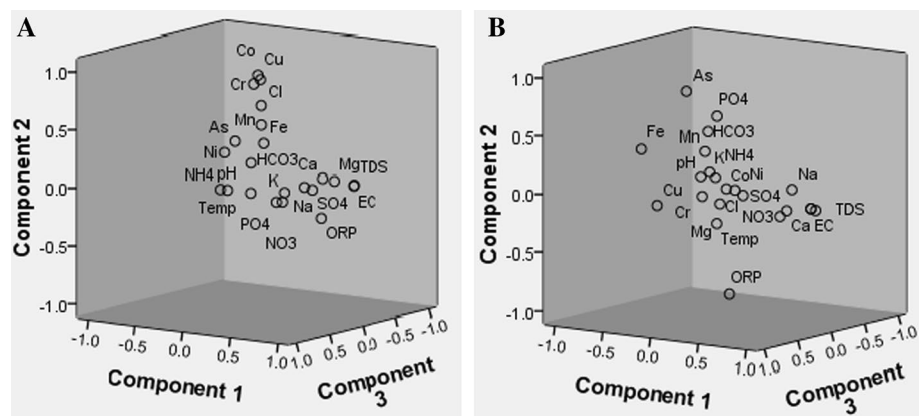 A
Component 2
1.0
0.5
0.0
-0.5
-1.0
Co
Cu
Cr
Cl
Mn
Fe
As
Ni
HCO3
Ca
MgTDS
NH4 pH
K
Temp
Na
SO4
EC
PO4
NO3
ORP
-1.0
-0.5
0.0
0.5
1.0
1.0
0.5
0.0
-0.5
-1.0
Component 1
Component
3
B
Component 2
1.0
0.5
0.0
-0.5
-1.0
As
PO4
Fe
Mn
HCO3
pH
K
NH4
CoNi
Na
Cu
SO4
Cr
Cl
NO3
TDS
Mg
Temp
Ca EC
ORP
-1.0
-0.5
0.0
0.5
1.0
1.0
0.5
0.0
-0.5
-1.0
Component 1
Component
3